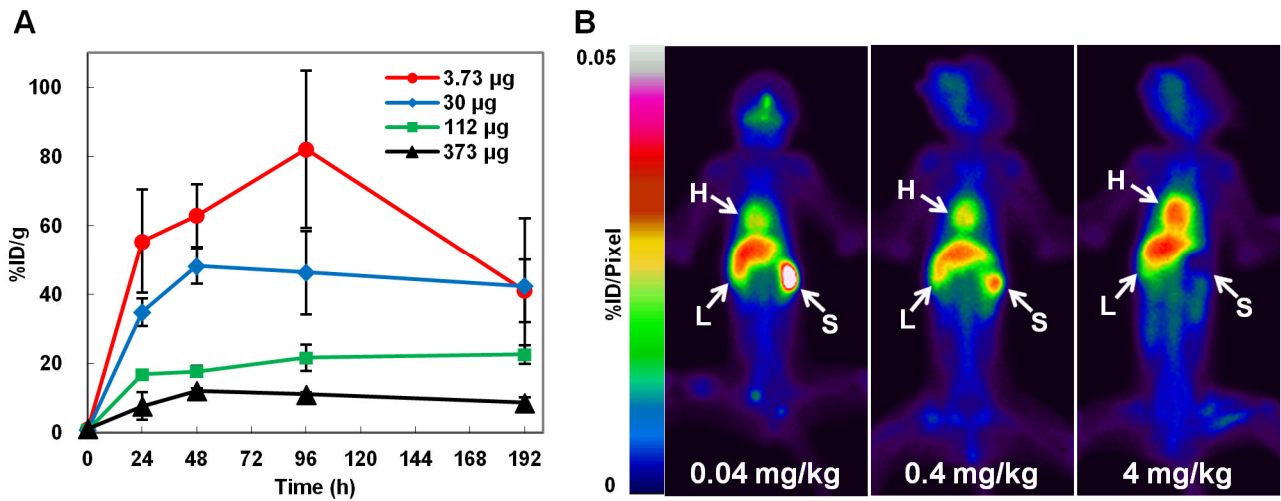 A
%ID/g
100
80
60
40
20
0
0 24 48 72 96 120 144 168 192
Time (h)
3.73 µg
30 µg
112 µg
373 µg
B
0.05
%ID/Pixel
0
H
L
S
0.04 mg/kg
H
L
S
0.4 mg/kg
H
L
S
4 mg/kg